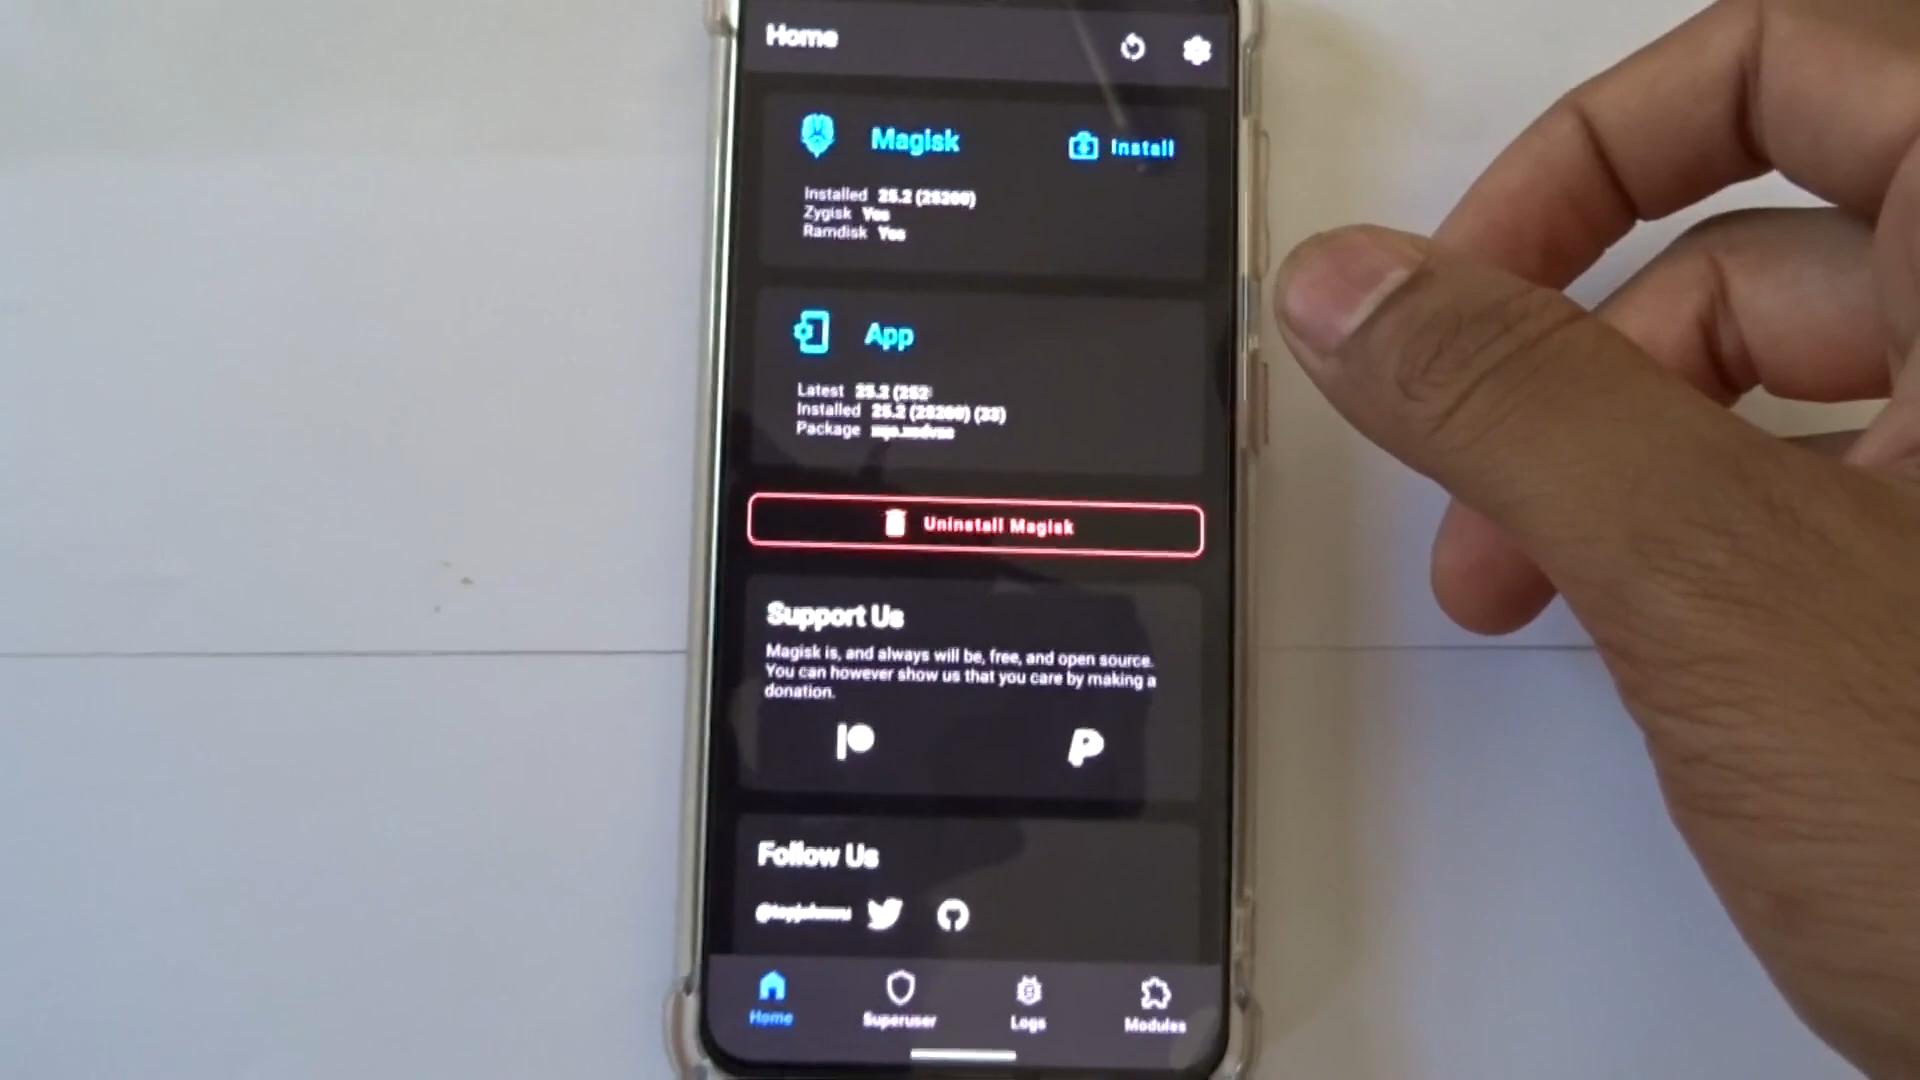 Home
Magisk
Install
Installed 25.2 (25200)
Zygisk Yes
Ramdisk Yes
App
Latest 25.2 (252
Installed 25.2 (25200) (33)
Package
Uninstall Magisk
Support Us
Magisk is, and always will be, free, and open source.
You can however show us that you care by making a
donation.
Follow Us
@topjohnwu
Home
Superuser
Logs
Modules